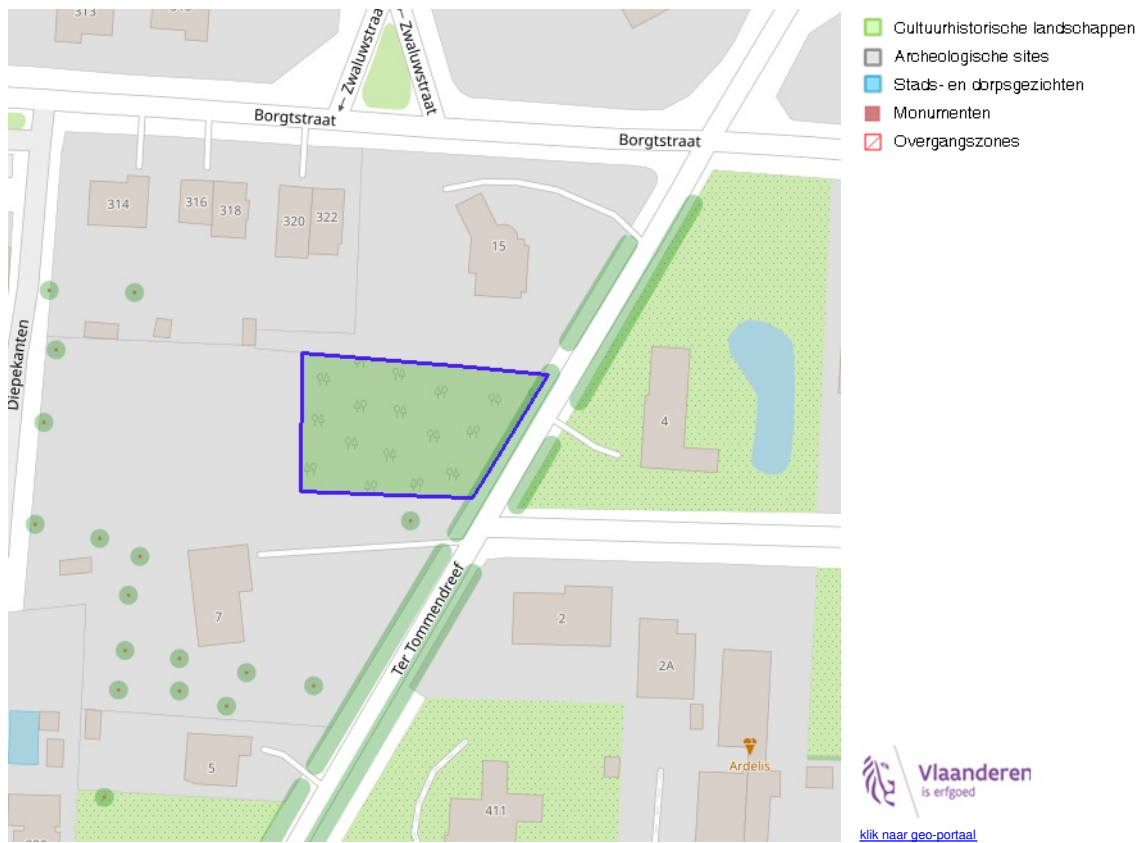 313
← Zwaluwstraat
Zwaluwstraat
Borgtstraat
Borgtstraat
314
316
318
320
322
15
Diepekanten
4
7
2
2A
Ter Tommendreef
Ardelis
5
411
Cultuurhistorische landschappen
Archeologische sites
Stads- en dorpsgezichten
Monumenten
Overgangszones
Vlaanderen
is erfgoed
klik naar geo-portaal